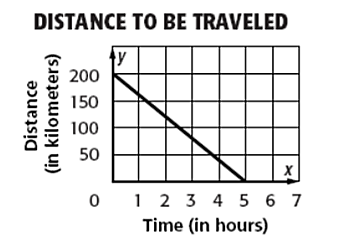 DISTANCE TO BE TRAVELED
y
Distance
(in kilometers)
200
150
100
50
x
0 1 2 3 4 5 6 7
Time (in hours)